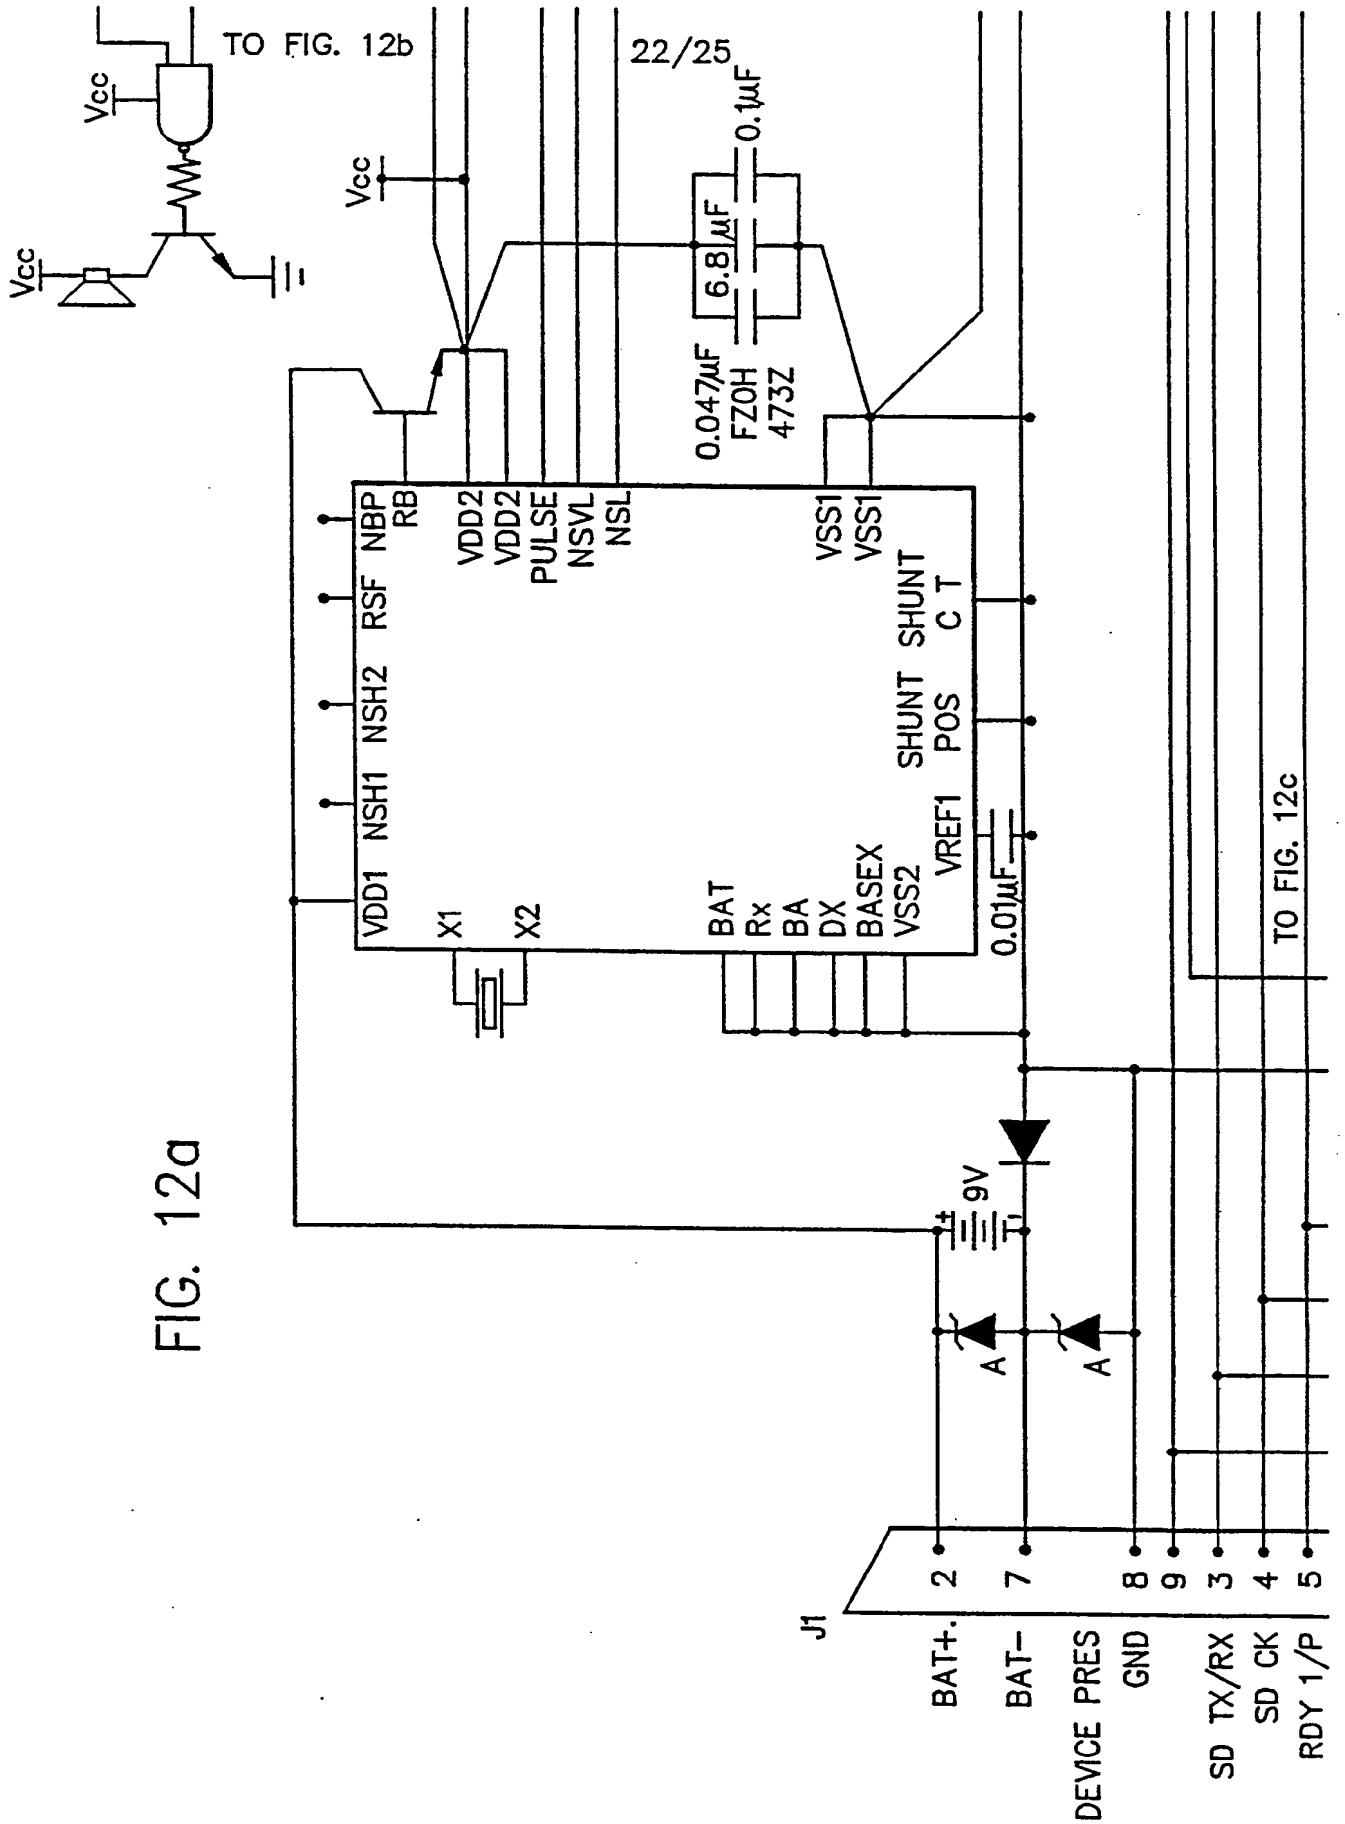 FIG. 12a
22/25
TO FIG. 12b
Vcc
Vcc
Vcc
0.1µF
6.8µF
0.047µF
FZ0H
473Z
VDD1
NSH1
NSH2
RSF
NBP
RB
VDD2
VDD2
PULSE
NSVL
NSL
VSS1
VSS1
X1
X2
BAT
Rx
BA
DX
BASEX
VSS2
VREF1
SHUNT
POS
SHUNT
C T
0.01µF
+
9V
-
A
A
J1
BAT+.
2
BAT-
7
DEVICE PRES
GND
8
9
SD TX/RX
3
SD CK
4
RDY 1/P
5
TO FIG. 12c